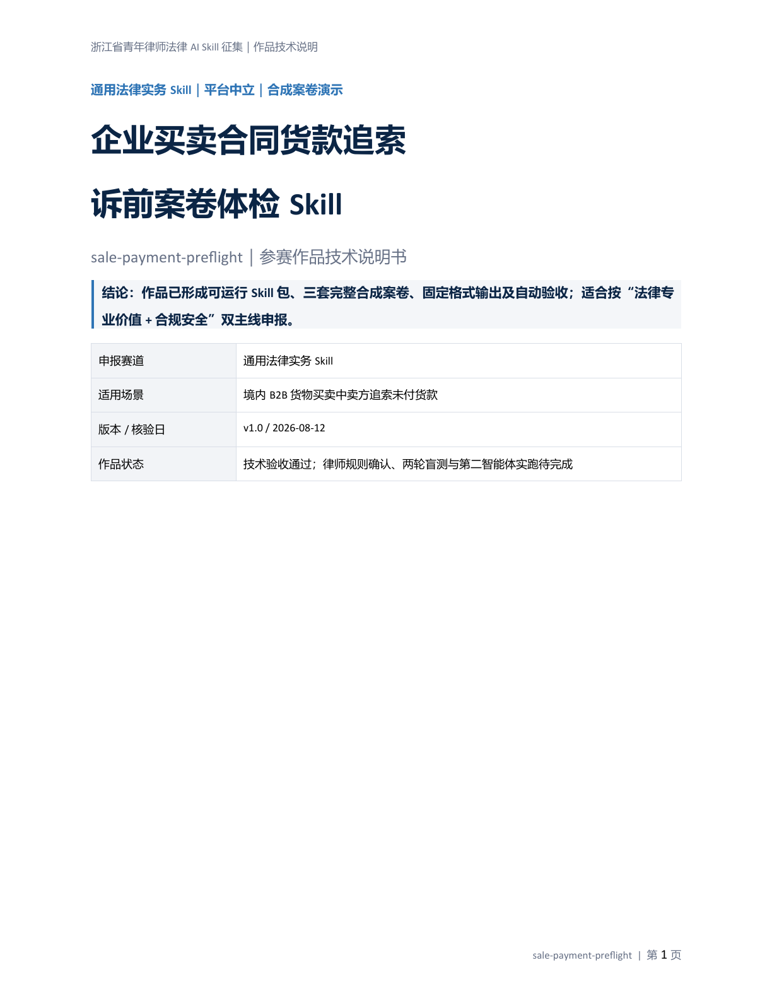 浙江省青年律师法律 AI Skill 征集｜作品技术说明
通用法律实务 Skill｜平台中立｜合成案卷演示
企业买卖合同货款追索
诉前案卷体检 Skill
sale-payment-preflight｜参赛作品技术说明书
结论：作品已形成可运行 Skill 包、三套完整合成案卷、固定格式输出及自动验收；适合按“法律专
业价值 + 合规安全”双主线申报。
申报赛道 通用法律实务 Skill
适用场景 境内 B2B 货物买卖中卖方追索未付货款
版本 / 核验日 v1.0 / 2026-08-12
作品状态 技术验收通过；律师规则确认、两轮盲测与第二智能体实跑待完成
sale-payment-preflight | 第 1 页